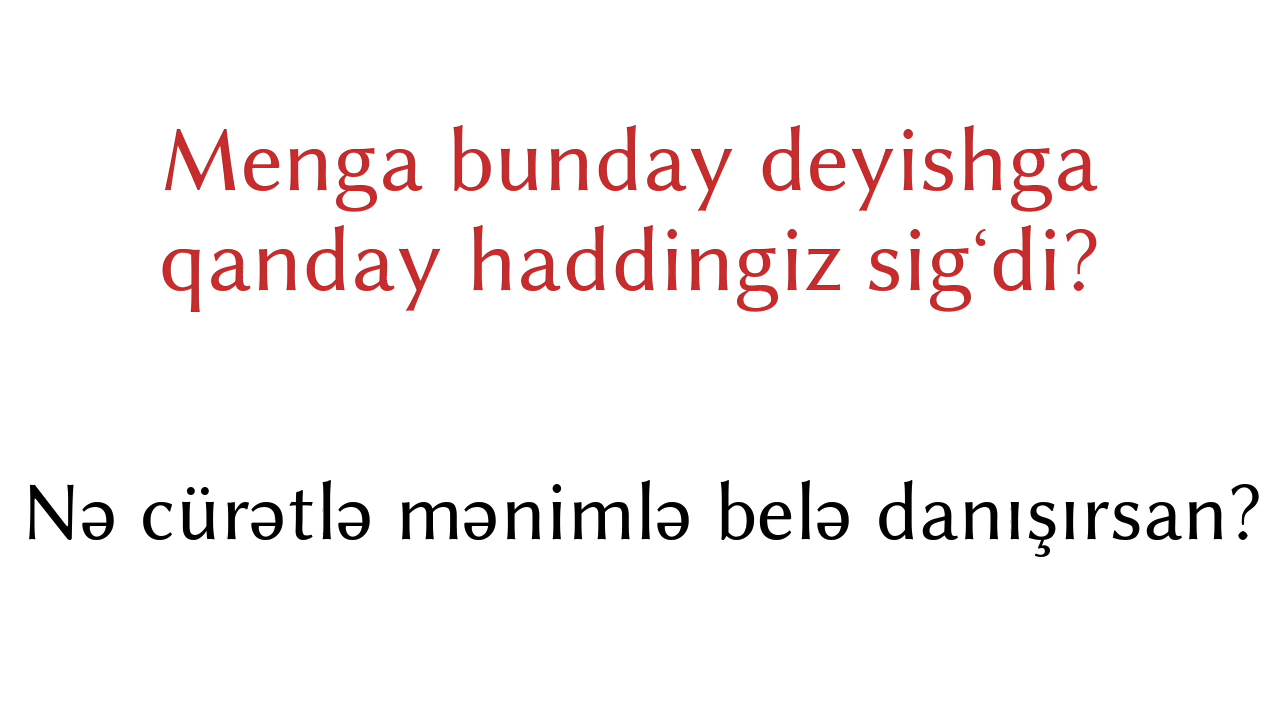 Menga bunday deyishga
qanday haddingiz sig‘di?
Nə cürətlə mənimlə belə danışırsan?